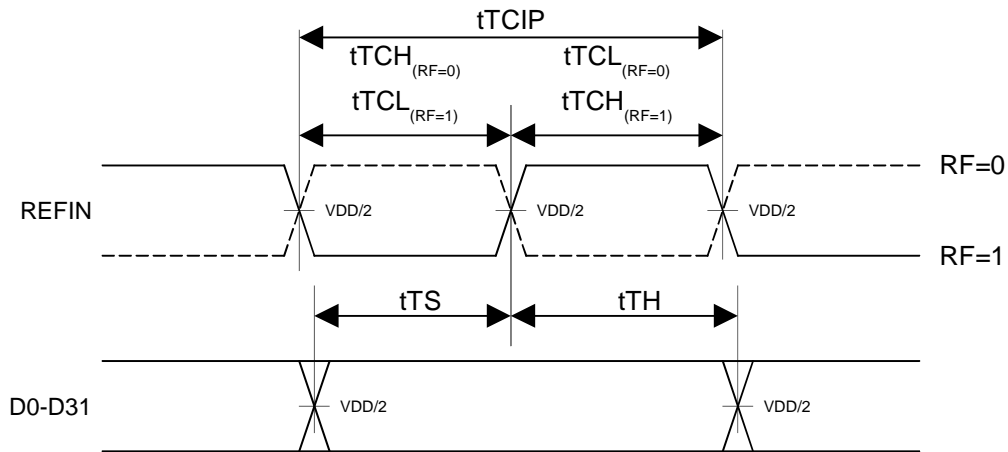 tTCIP
tTCH(RF=0) tTCL(RF=0)
tTCL(RF=1) tTCH(RF=1)
RF=0
REFIN VDD/2 VDD/2 VDD/2
RF=1
tTS tTH
D0-D31 VDD/2 VDD/2